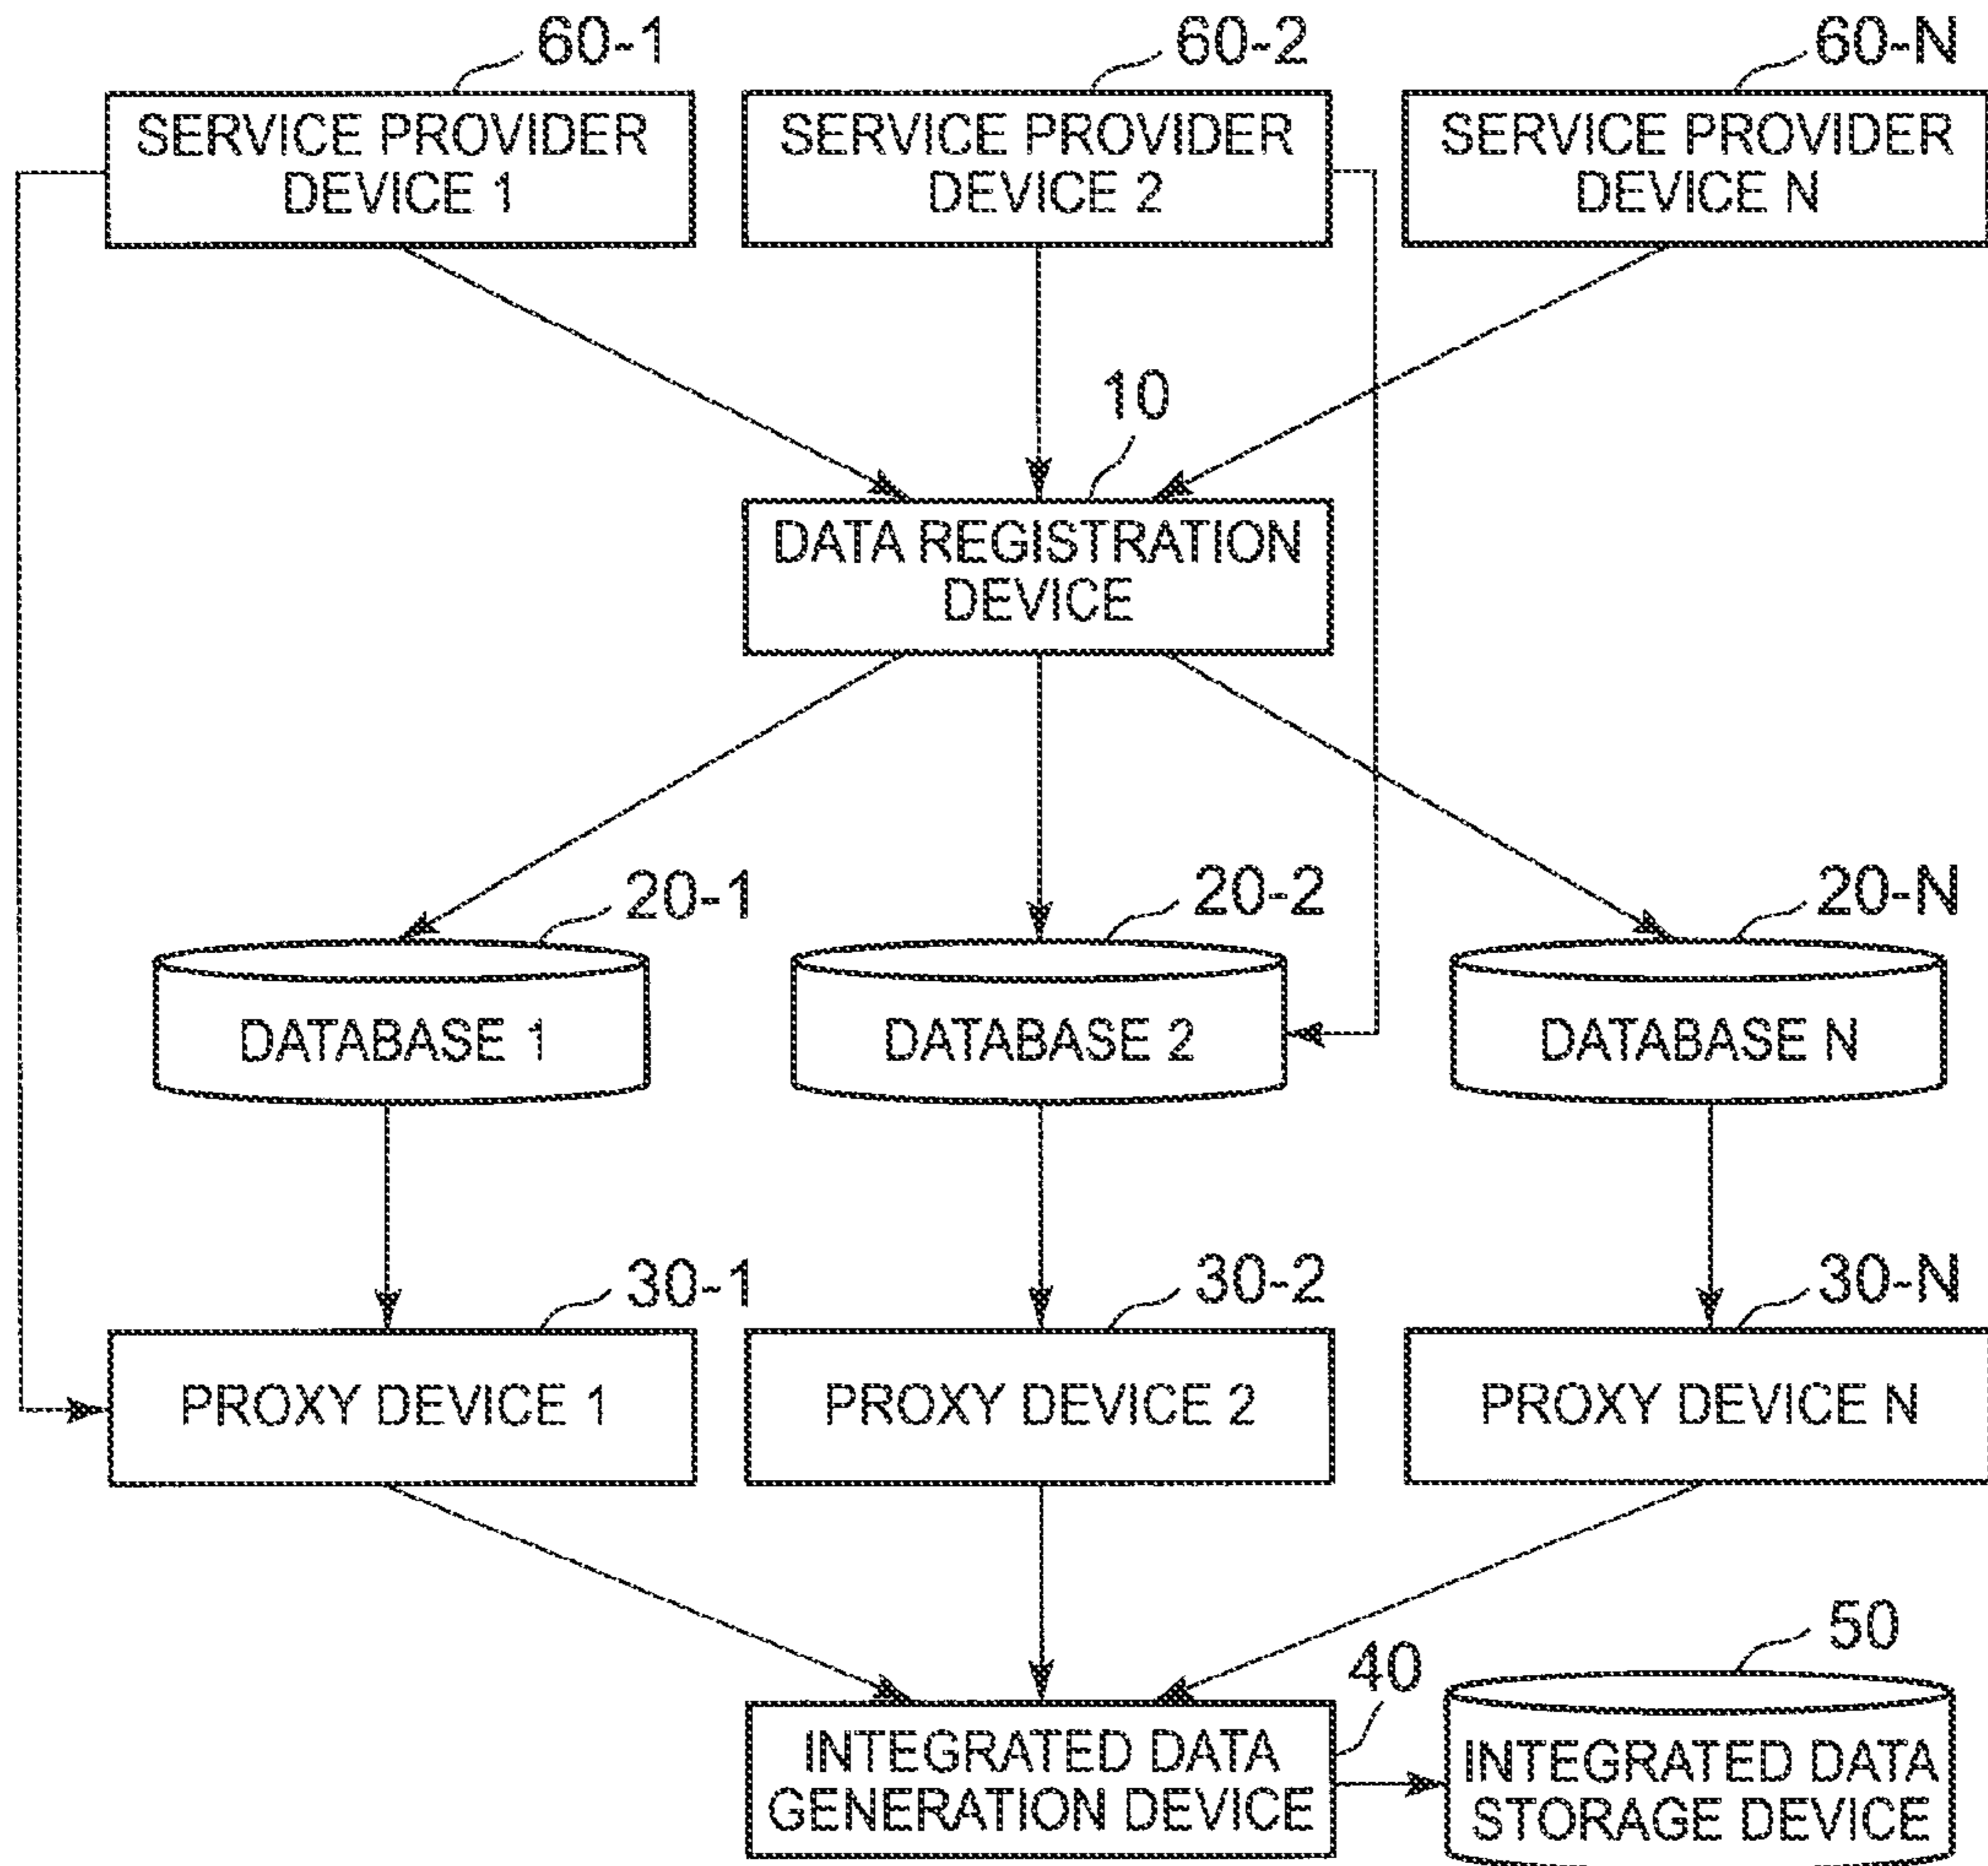 60-1
60-2
60-N
SERVICE PROVIDER
DEVICE 1
SERVICE PROVIDER
DEVICE 2
SERVICE PROVIDER
DEVICE N
10
DATA REGISTRATION
DEVICE
20-1
20-2
20-N
DATABASE 1
DATABASE 2
DATABASE N
30-1
30-2
30-N
PROXY DEVICE 1
PROXY DEVICE 2
PROXY DEVICE N
40
50
INTEGRATED DATA
GENERATION DEVICE
INTEGRATED DATA
STORAGE DEVICE